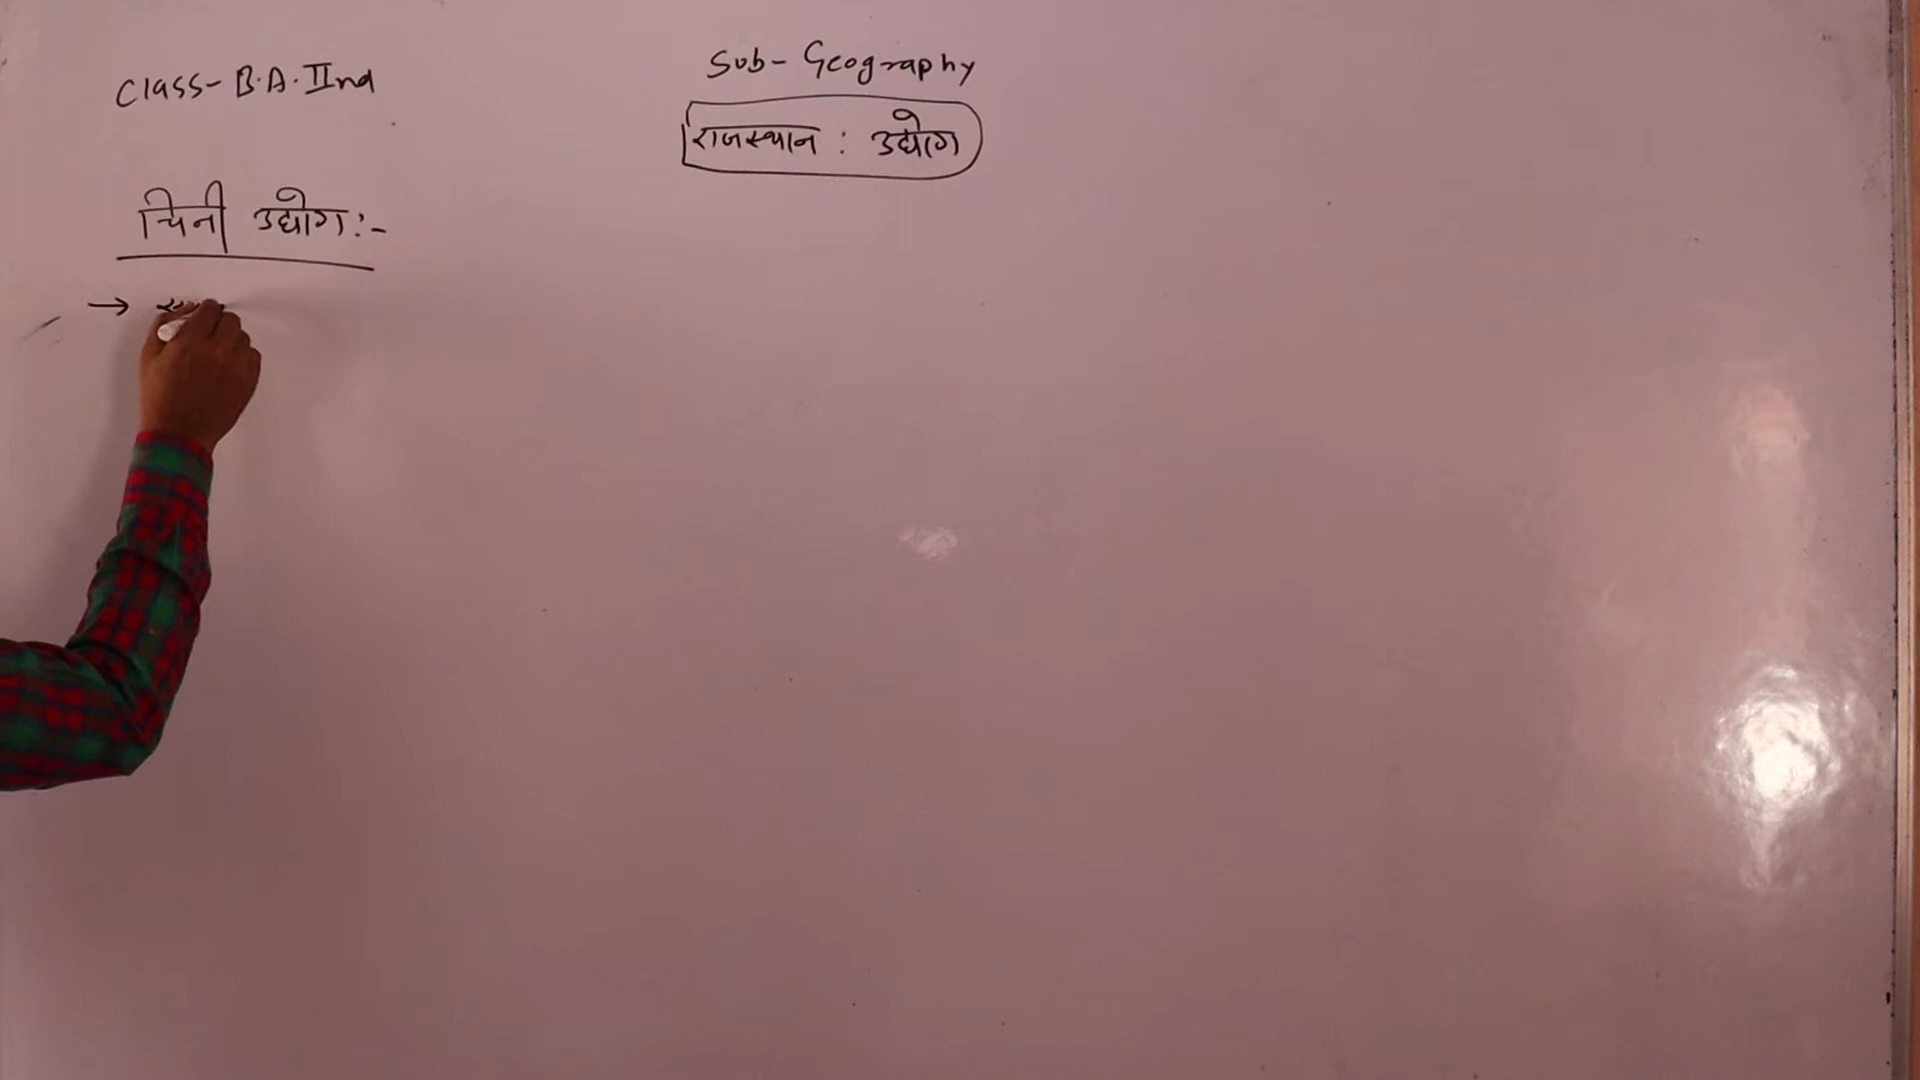 Class- B.A. IInd
Sub- Geography
राजस्थान : उद्योग
चिनी उद्योग:-
→